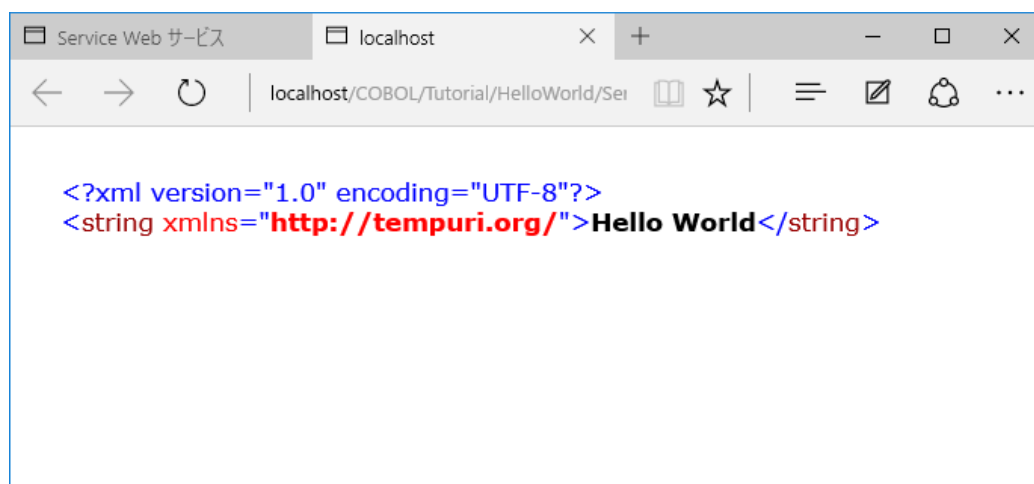 Service Web サービス
localhost
localhost/COBOL/Tutorial/HelloWorld/Ser
<?xml version="1.0" encoding="UTF-8"?>
<string xmlns="http://tempuri.org/">Hello World</string>